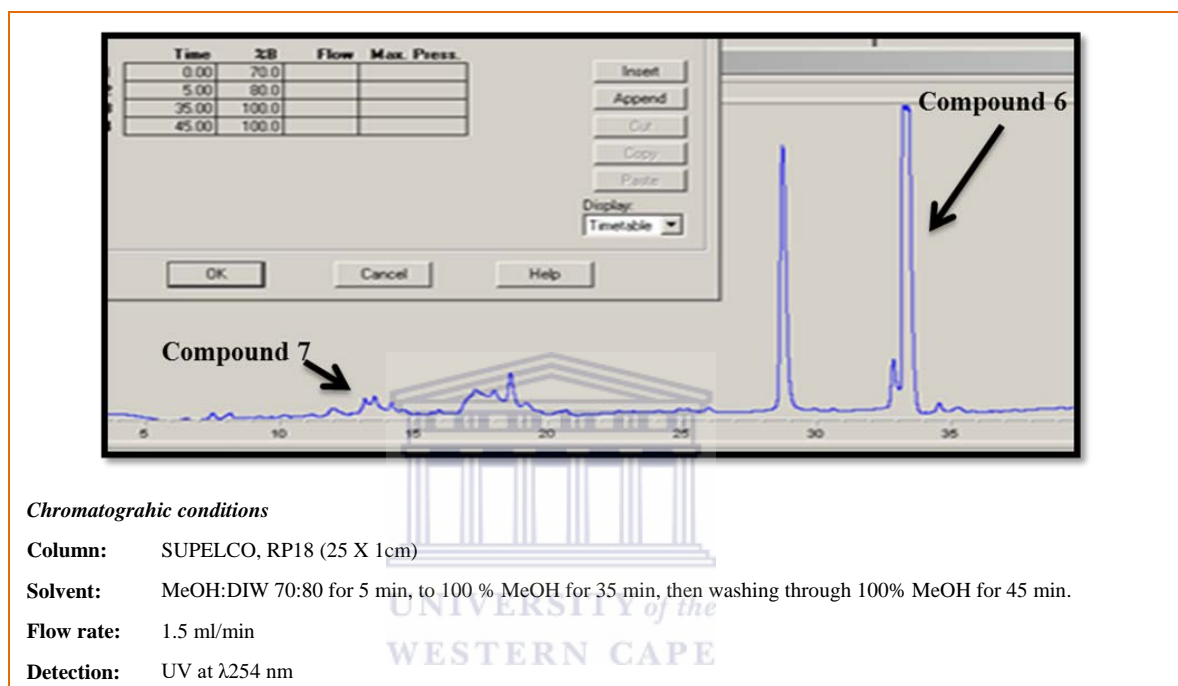 Time %B Flow Max. Press.
0.00 70.0
5.00 80.0
35.00 100.0
45.00 100.0
Insert
Append
Cut
Copy
Paste
Display:
Timetable
OK Cancel Help
Compound 6
Compound 7
5 10 15 20 25 30 35
Chromatograhic conditions
Column: SUPELCO, RP18 (25 X 1cm)
Solvent: MeOH:DIW 70:80 for 5 min, to 100 % MeOH for 35 min, then washing through 100% MeOH for 45 min.
UNIVERSITY of the
Flow rate: 1.5 ml/min
WESTERN CAPE
Detection: UV at λ254 nm